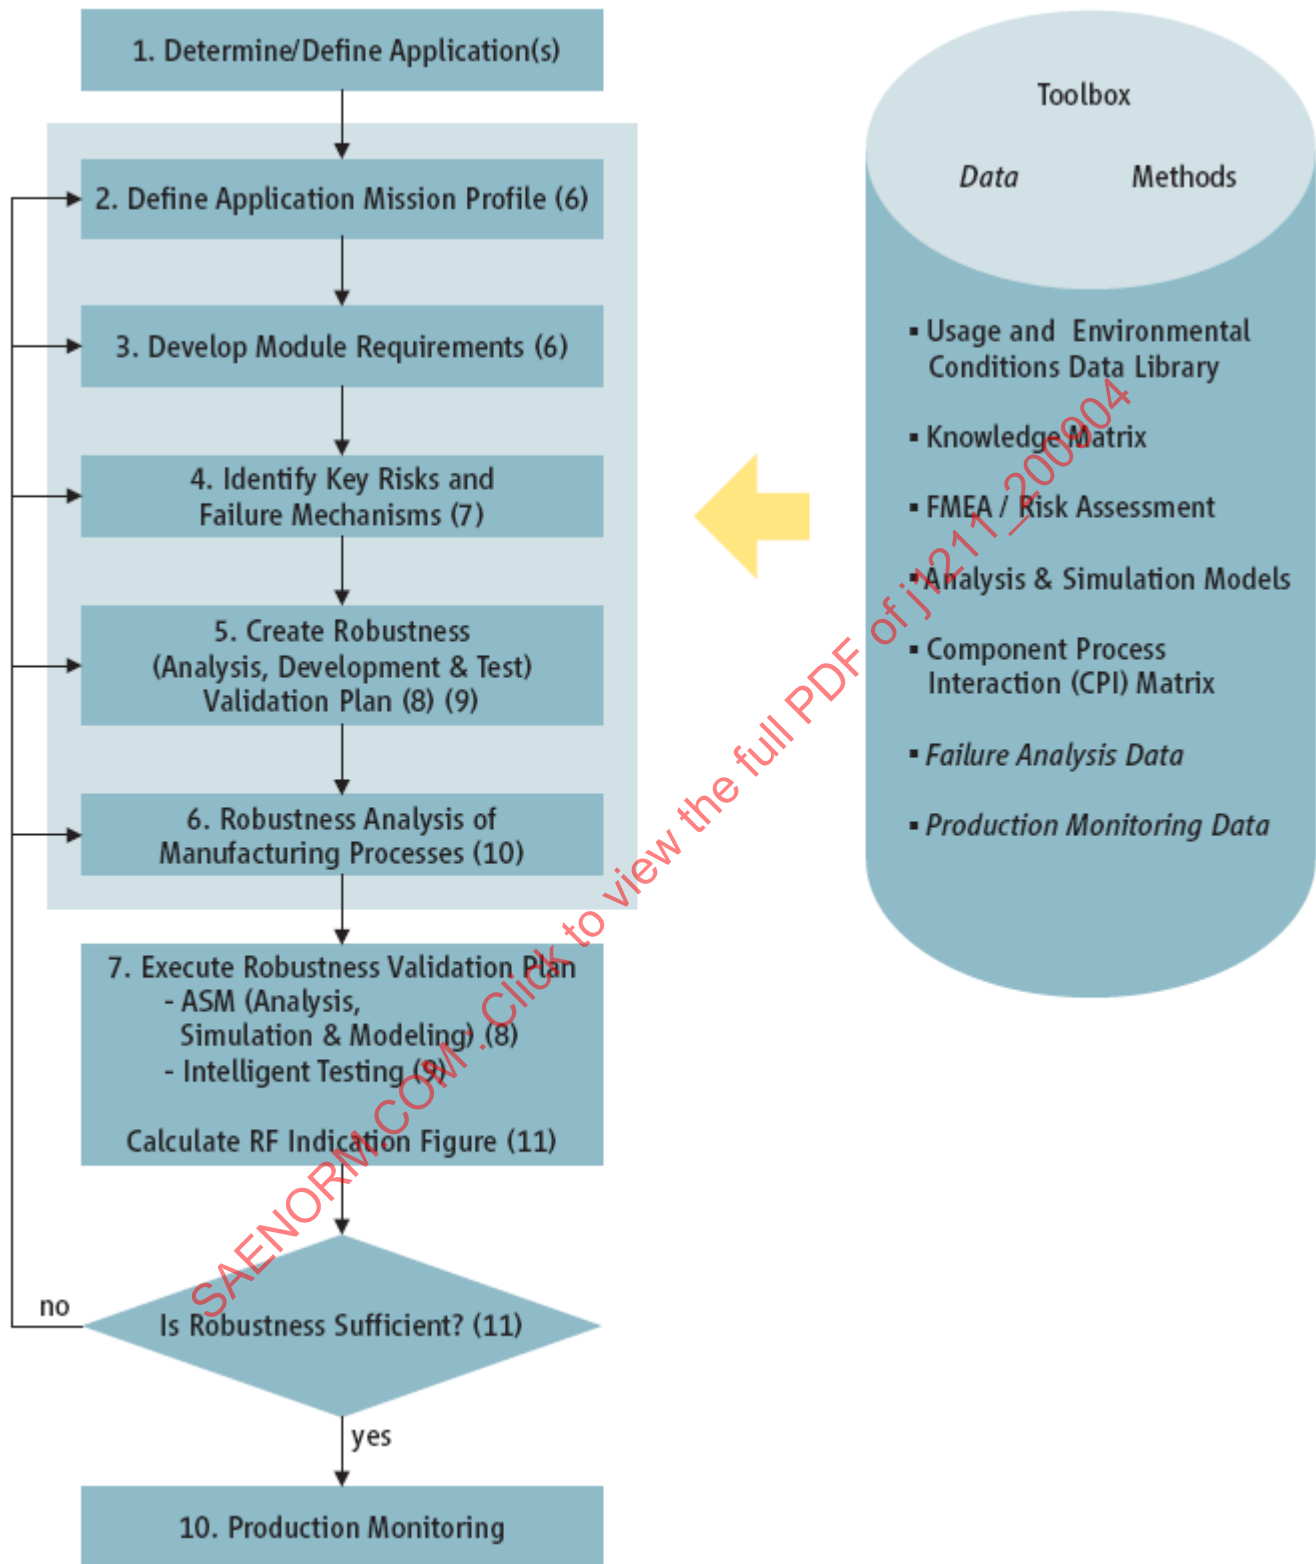 1. Determine/Define Application(s)
2. Define Application Mission Profile (6)
3. Develop Module Requirements (6)
4. Identify Key Risks and
Failure Mechanisms (7)
5. Create Robustness
(Analysis, Development & Test)
Validation Plan (8) (9)
6. Robustness Analysis of
Manufacturing Processes (10)
7. Execute Robustness Validation Plan
- ASM (Analysis,
Simulation & Modeling) (8)
- Intelligent Testing (9)
Calculate RF Indication Figure (11)
Is Robustness Sufficient? (11)
no
yes
10. Production Monitoring
Toolbox
Data Methods
▪ Usage and Environmental
Conditions Data Library
▪ Knowledge Matrix
▪ FMEA / Risk Assessment
▪ Analysis & Simulation Models
▪ Component Process
Interaction (CPI) Matrix
▪ Failure Analysis Data
▪ Production Monitoring Data
SAENORM.COM : Click to view the full PDF of j1211_200904